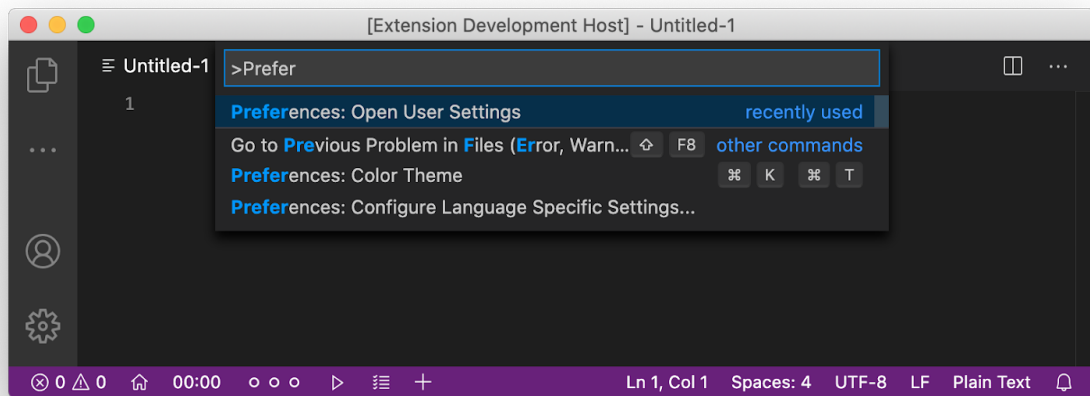 [Extension Development Host] - Untitled-1
Untitled-1
>Prefer
1
Preferences: Open User Settings recently used
Go to Previous Problem in Files (Error, Warn... ⇧ F8 other commands
Preferences: Color Theme ⌘ K ⌘ T
Preferences: Configure Language Specific Settings...
0 0 00:00 Ln 1, Col 1 Spaces: 4 UTF-8 LF Plain Text